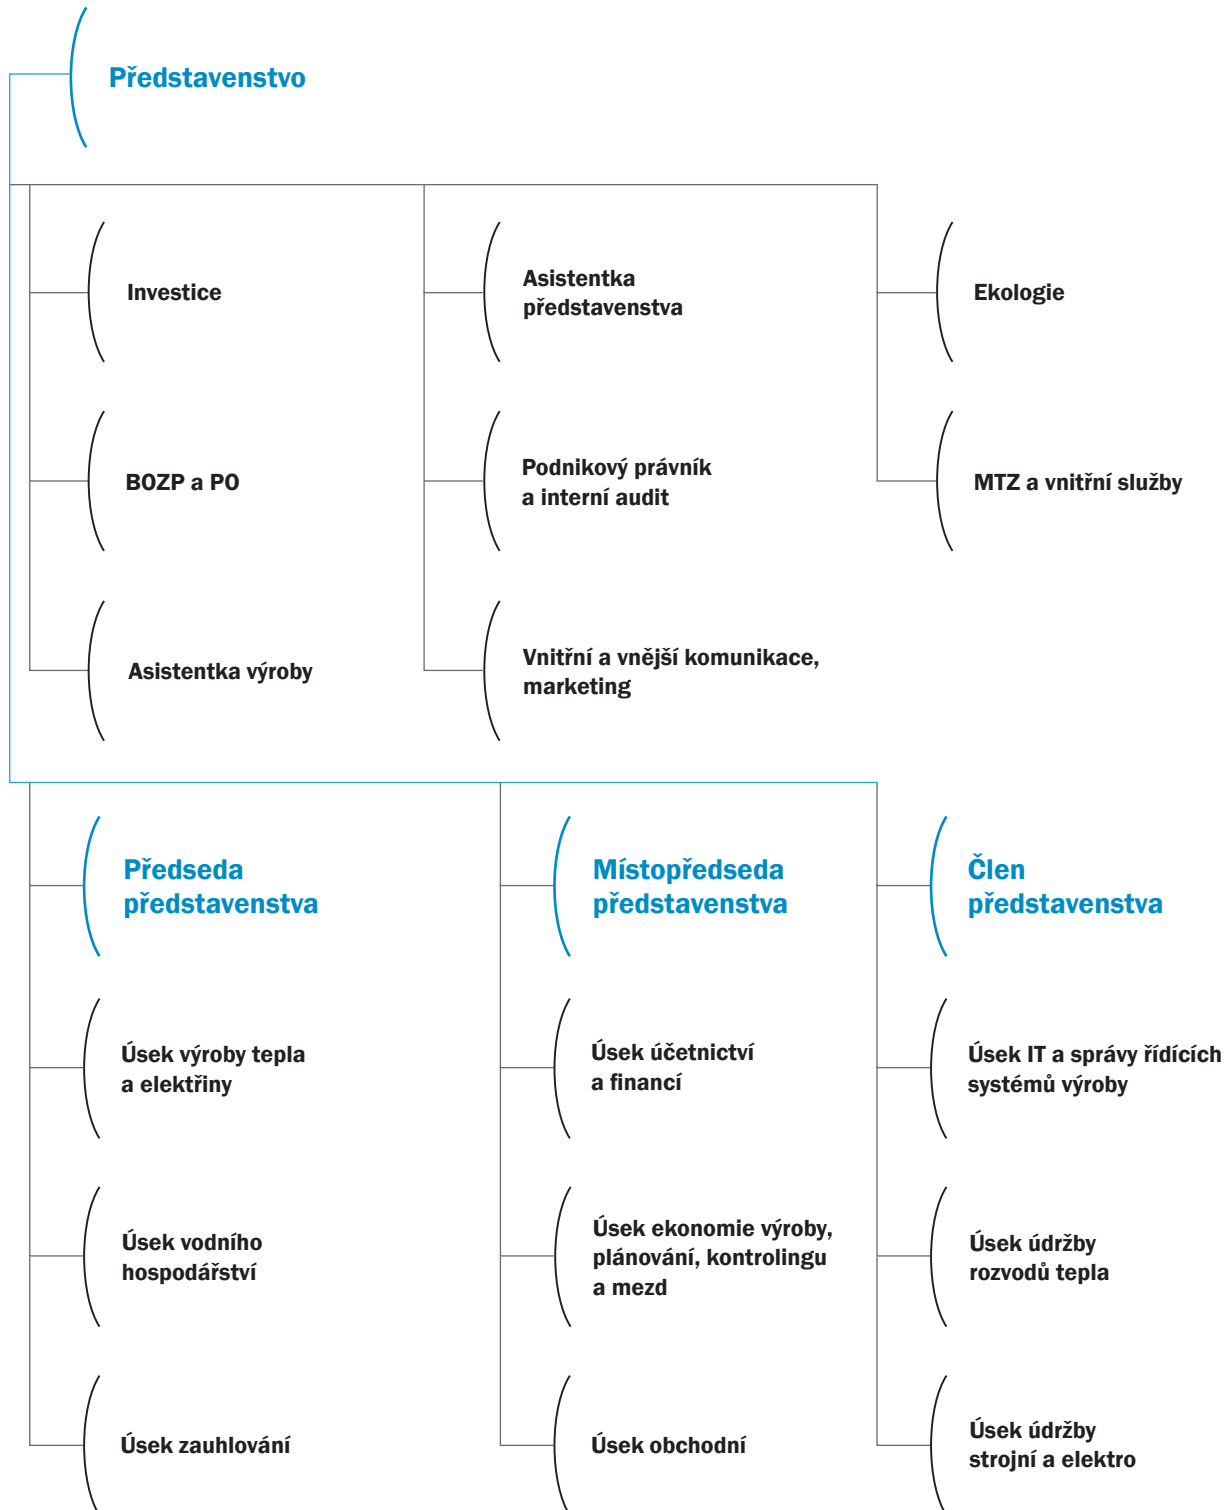 Představenstvo
Investice
Asistentka
představenstva
Ekologie
BOZP a PO
Podnikový právník
a interní audit
MTZ a vnitřní služby
Asistentka výroby
Vnitřní a vnější komunikace,
marketing
Předseda
představenstva
Místopředseda
představenstva
Člen
představenstva
Úsek výroby tepla
a elektřiny
Úsek účetnictví
a financí
Úsek IT a správy řídících
systémů výroby
Úsek vodního
hospodářství
Úsek ekonomie výroby,
plánování, kontrolingu
a mezd
Úsek údržby
rozvodů tepla
Úsek zauhlování
Úsek obchodní
Úsek údržby
strojní a elektro